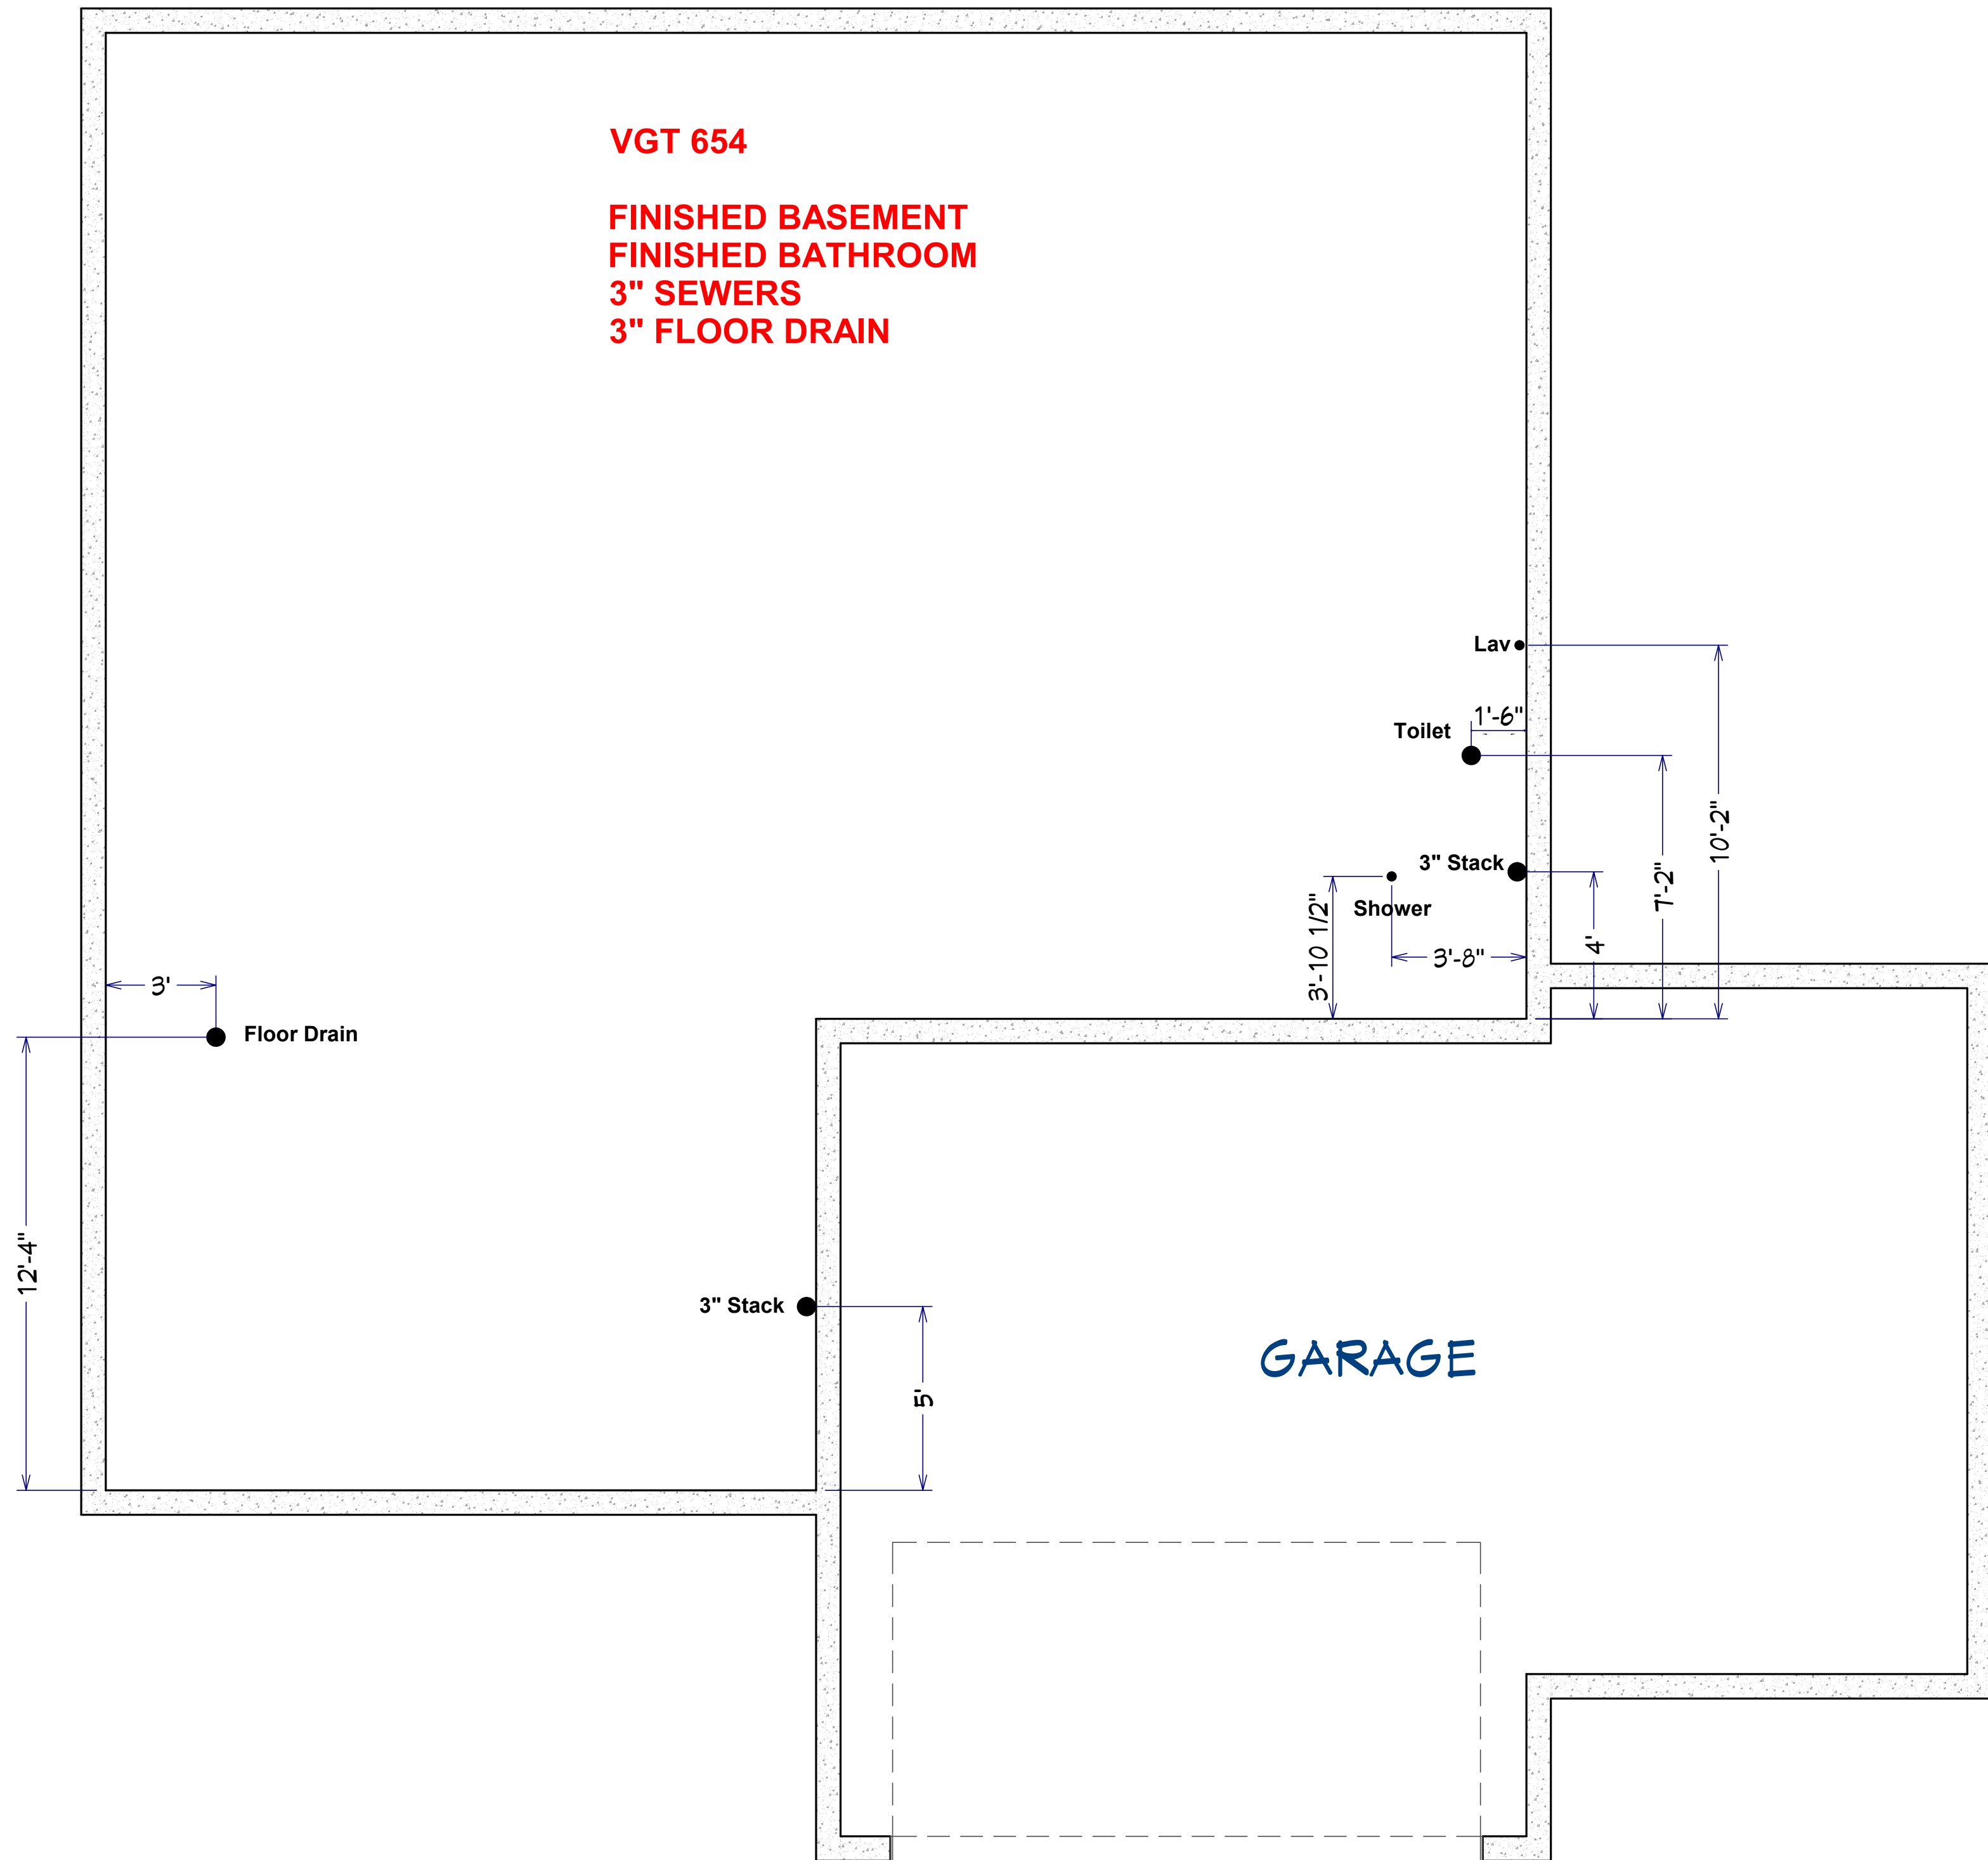 VGT 654
FINISHED BASEMENT
FINISHED BATHROOM
3" SEWERS
3" FLOOR DRAIN
Lav
1'-6"
Toilet
10'-2"
7'-2"
3" Stack
Shower
3'-10 1/2"
3'-8"
4'
3'
Floor Drain
12'-4"
3" Stack
5'
GARAGE